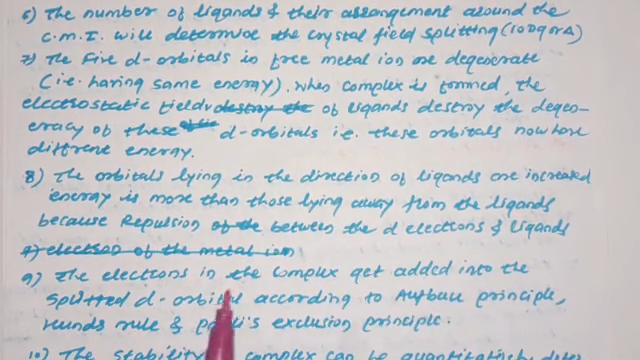 6) The number of ligands & their arrangement around the
C.M.I. will determine the crystal field splitting (10Dq or Δ)
7) The five d-orbitals in free metal ion are degenerate
(i.e. having same energy). When complex is formed, the
electrostatic field destroy the of ligands destroy the dege-
eracy of these d-orbitals i.e. these orbitals now have
different energy.
8) The orbitals lying in the direction of ligands are increased
energy is more than those lying away from the ligands
because Repulsion of the between the d elections & ligands
9) election of the metal ion
9) The elections in the complex get added into the
splitted d-orbital according to Aufbau principle,
Hunds rule & exclusion principle.
10) The stability complex can be quantitatively